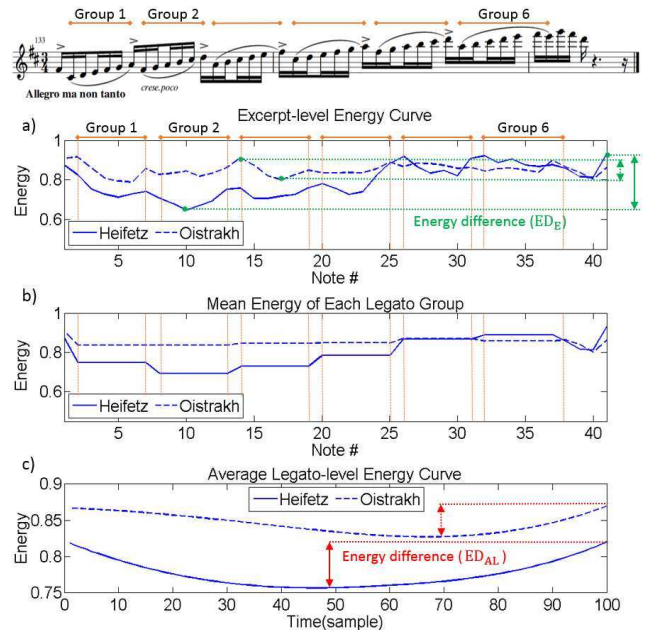 Group 1 Group 2 Group 6
133
Allegro ma non tanto
cresc. poco
a) Excerpt-level Energy Curve
Group 1 Group 2 Group 6
1
0.8
0.6
Energy
Energy difference (EDE)
Heifetz Oistrakh
5 10 15 20 25 30 35 40
Note #
b) Mean Energy of Each Legato Group
1
0.8
0.6
Energy
Heifetz Oistrakh
5 10 15 20 25 30 35 40
Note #
c) Average Legato-level Energy Curve
0.9
0.85
0.8
0.75
Energy
Heifetz Oistrakh
Energy difference (EDAL)
0 10 20 30 40 50 60 70 80 90 100
Time(sample)